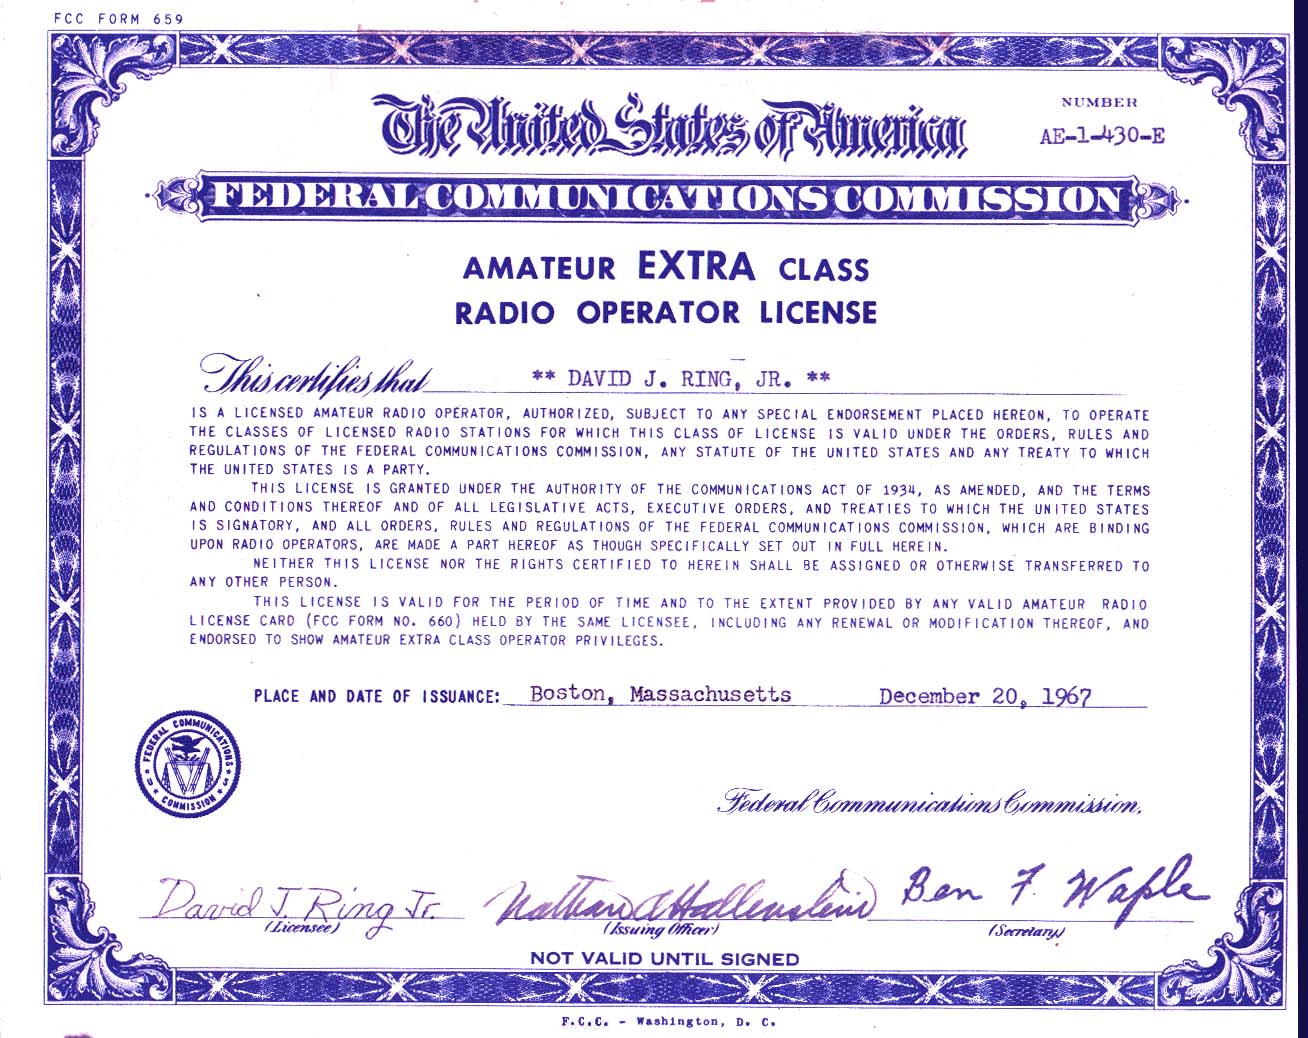 FCC FORM 659
The United States of America
NUMBER
AE-1-430-E
FEDERAL COMMUNICATIONS COMMISSION
AMATEUR EXTRA CLASS
RADIO OPERATOR LICENSE
This certifies that ** DAVID J. RING, JR. **
IS A LICENSED AMATEUR RADIO OPERATOR, AUTHORIZED, SUBJECT TO ANY SPECIAL ENDORSEMENT PLACED HEREON, TO OPERATE
THE CLASSES OF LICENSED RADIO STATIONS FOR WHICH THIS CLASS OF LICENSE IS VALID UNDER THE ORDERS, RULES AND
REGULATIONS OF THE FEDERAL COMMUNICATIONS COMMISSION, ANY STATUTE OF THE UNITED STATES AND ANY TREATY TO WHICH
THE UNITED STATES IS A PARTY.
THIS LICENSE IS GRANTED UNDER THE AUTHORITY OF THE COMMUNICATIONS ACT OF 1934, AS AMENDED, AND THE TERMS
AND CONDITIONS THEREOF AND OF ALL LEGISLATIVE ACTS, EXECUTIVE ORDERS, AND TREATIES TO WHICH THE UNITED STATES
IS SIGNATORY, AND ALL ORDERS, RULES AND REGULATIONS OF THE FEDERAL COMMUNICATIONS COMMISSION, WHICH ARE BINDING
UPON RADIO OPERATORS, ARE MADE A PART HEREOF AS THOUGH SPECIFICALLY SET OUT IN FULL HEREIN.
NEITHER THIS LICENSE NOR THE RIGHTS CERTIFIED TO HEREIN SHALL BE ASSIGNED OR OTHERWISE TRANSFERRED TO
ANY OTHER PERSON.
THIS LICENSE IS VALID FOR THE PERIOD OF TIME AND TO THE EXTENT PROVIDED BY ANY VALID AMATEUR RADIO
LICENSE CARD (FCC FORM NO. 660) HELD BY THE SAME LICENSEE, INCLUDING ANY RENEWAL OR MODIFICATION THEREOF, AND
ENDORSED TO SHOW AMATEUR EXTRA CLASS OPERATOR PRIVILEGES.
PLACE AND DATE OF ISSUANCE: Boston, Massachusetts December 20, 1967
FEDERAL COMMUNICATIONS COMMISSION U S
Federal Communications Commission,
David J. Ring Jr. Nathan A Hallenstein Ben F. Waple
(Licensee) (Issuing Officer) (Secretary)
NOT VALID UNTIL SIGNED
F.C.C. - Washington, D. C.